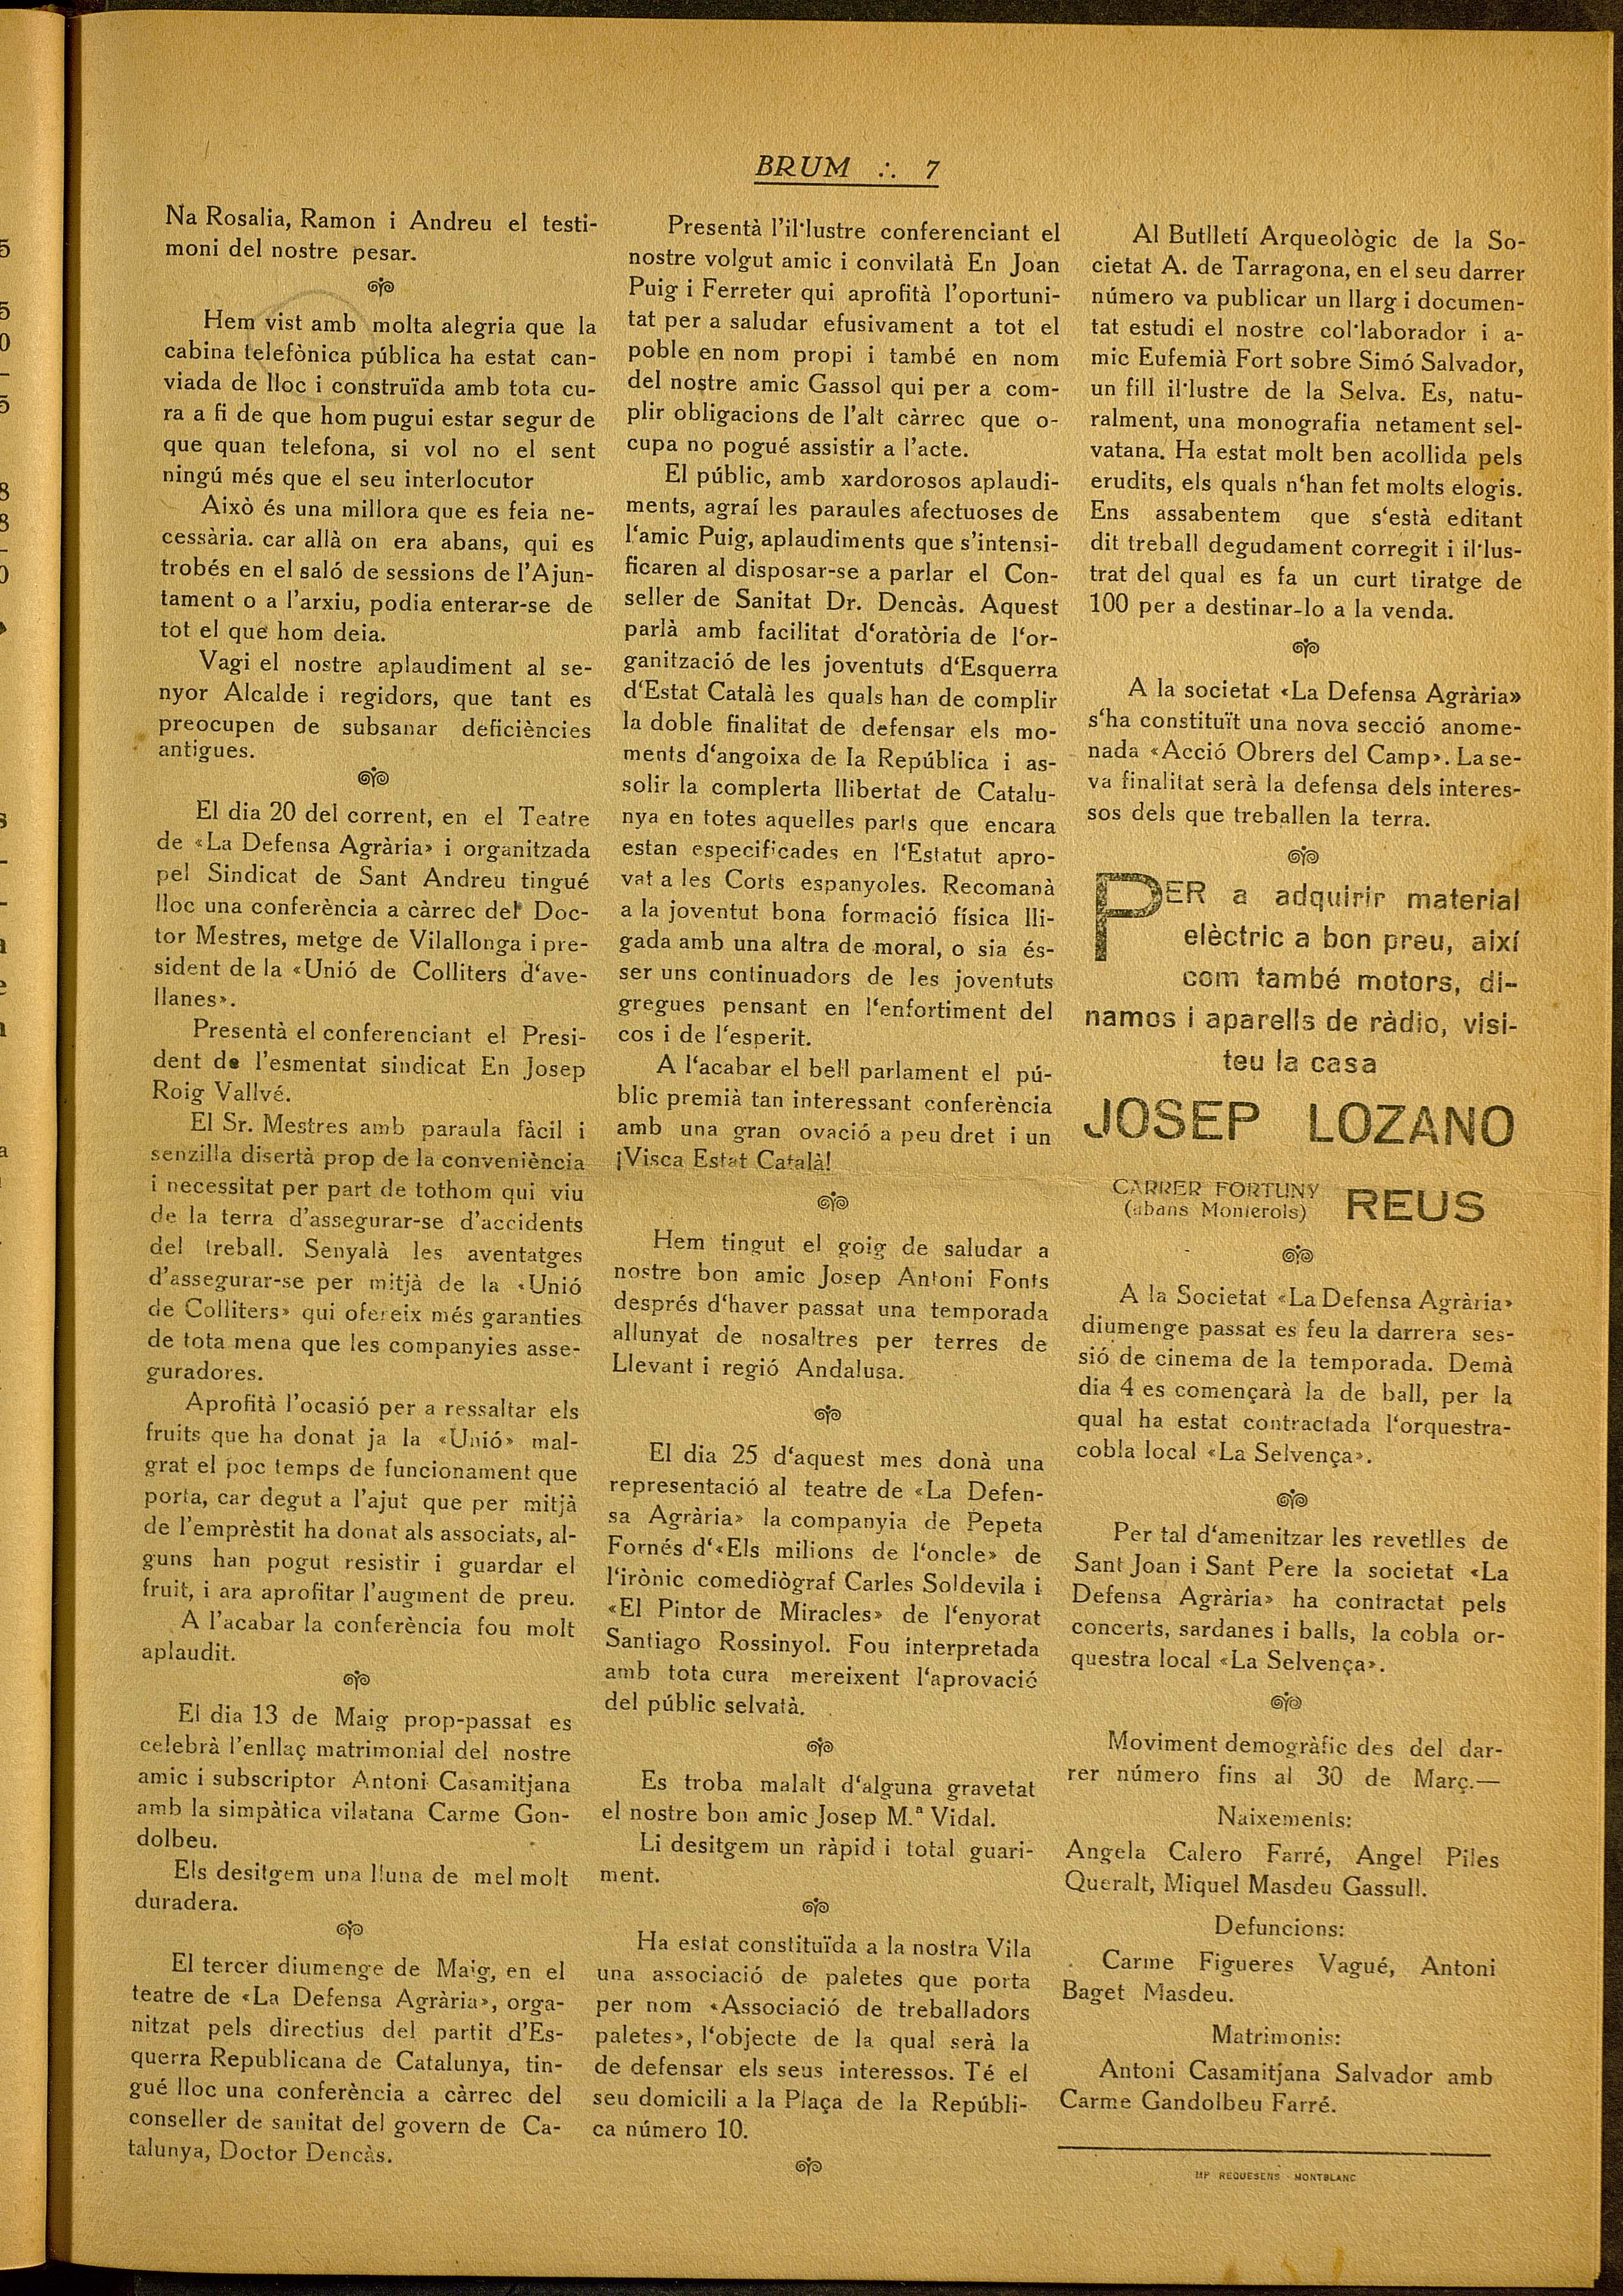 BRUM ∴ 7
Na Rosalia, Ramon i Andreu el testi-
moni del nostre pesar.
Hem vist amb molta alegria que la
cabina telefònica pública ha estat can-
viada de lloc i construïda amb tota cu-
ra a fi de que hom pugui estar segur de
que quan telefona, si vol no el sent
ningú més que el seu interlocutor
Això és una millora que es feia ne-
cessària. car allà on era abans, qui es
trobés en el saló de sessions de l'Ajun-
tament o a l'arxiu, podia enterar-se de
tot el que hom deia.
Vagi el nostre aplaudiment al se-
nyor Alcalde i regidors, que tant es
preocupen de subsanar deficiències
antigues.
El dia 20 del corrent, en el Teatre
de «La Defensa Agrària» i organitzada
pel Sindicat de Sant Andreu tingué
lloc una conferència a càrrec del Doc-
tor Mestres, metge de Vilallonga i pre-
sident de la «Unió de Colliters d'ave-
llanes».
Presentà el conferenciant el Presi-
dent de l'esmentat sindicat En Josep
Roig Vallvé.
El Sr. Mestres amb paraula fàcil i
senzilla disertà prop de la conveniència
i necessitat per part de tothom qui viu
de la terra d'assegurar-se d'accidents
del treball. Senyalà les aventatges
d'assegurar-se per mitjà de la «Unió
de Colliters» qui ofereix més garanties
de tota mena que les companyies asse-
guradores.
Aprofità l'ocasió per a ressaltar els
fruits que ha donat ja la «Unió» mal-
grat el poc temps de funcionament que
porta, car degut a l'ajut que per mitjà
de l'emprèstit ha donat als associats, al-
guns han pogut resistir i guardar el
fruit, i ara aprofitar l'augment de preu.
A l'acabar la conferència fou molt
aplaudit.
El dia 13 de Maig prop-passat es
celebrà l'enllaç matrimonial del nostre
amic i subscriptor Antoni Casamitjana
amb la simpàtica vilatana Carme Gon-
dolbeu.
Els desitgem una lluna de mel molt
duradera.
El tercer diumenge de Maig, en el
teatre de «La Defensa Agrària», orga-
nitzat pels directius del partit d'Es-
querra Republicana de Catalunya, tin-
gué lloc una conferència a càrrec del
conseller de sanitat del govern de Ca-
talunya, Doctor Dencàs.
Presentà l'il·lustre conferenciant el
nostre volgut amic i convilatà En Joan
Puig i Ferreter qui aprofità l'oportuni-
tat per a saludar efusivament a tot el
poble en nom propi i també en nom
del nostre amic Gassol qui per a com-
plir obligacions de l'alt càrrec que o-
cupa no pogué assistir a l'acte.
El públic, amb xardorosos aplaudi-
ments, agraí les paraules afectuoses de
l'amic Puig, aplaudiments que s'intensi-
ficaren al disposar-se a parlar el Con-
seller de Sanitat Dr. Dencàs. Aquest
parlà amb facilitat d'oratòria de l'or-
ganització de les joventuts d'Esquerra
d'Estat Català les quals han de complir
la doble finalitat de defensar els mo-
ments d'angoixa de la República i as-
solir la complerta llibertat de Catalu-
nya en totes aquelles parts que encara
estan especificades en l'Estatut apro-
vat a les Corts espanyoles. Recomanà
a la joventut bona formació física lli-
gada amb una altra de moral, o sia és-
ser uns continuadors de les joventuts
gregues pensant en l'enfortiment del
cos i de l'esperit.
A l'acabar el bell parlament el pú-
blic premià tan interessant conferència
amb una gran ovació a peu dret i un
¡Visca Estat Català!
Hem tingut el goig de saludar a
nostre bon amic Josep Antoni Fonts
després d'haver passat una temporada
allunyat de nosaltres per terres de
Llevant i regió Andalusa.
El dia 25 d'aquest mes donà una
representació al teatre de «La Defen-
sa Agrària» la companyia de Pepeta
Fornés d'«Els milions de l'oncle» de
l'irònic comediògraf Carles Soldevila i
«El Pintor de Miracles» de l'enyorat
Santiago Rossinyol. Fou interpretada
amb tota cura mereixent l'aprovació
del públic selvatà.
Es troba malalt d'alguna gravetat
el nostre bon amic Josep M.ª Vidal.
Li desitgem un ràpid i total guari-
ment.
Ha estat constituïda a la nostra Vila
una associació de paletes que porta
per nom «Associació de treballadors
paletes», l'objecte de la qual serà la
de defensar els seus interessos. Té el
seu domicili a la Plaça de la Repúbli-
ca número 10.
Al Butlletí Arqueològic de la So-
cietat A. de Tarragona, en el seu darrer
número va publicar un llarg i documen-
tat estudi el nostre col·laborador i a-
mic Eufemià Fort sobre Simó Salvador,
un fill il·lustre de la Selva. Es, natu-
ralment, una monografia netament sel-
vatana. Ha estat molt ben acollida pels
erudits, els quals n'han fet molts elogis.
Ens assabentem que s'està editant
dit treball degudament corregit i il·lus-
trat del qual es fa un curt tiratge de
100 per a destinar-lo a la venda.
A la societat «La Defensa Agrària»
s'ha constituït una nova secció anome-
nada «Acció Obrers del Camp». La se-
va finalitat serà la defensa dels interes-
sos dels que treballen la terra.
PER a adquirir material
elèctric a bon preu, així
com també motors, di-
namos i aparells de ràdio, visi-
teu la casa
JOSEP LOZANO
CARRER FORTUNY
(abans Monterols) REUS
A la Societat «La Defensa Agrària»
diumenge passat es feu la darrera ses-
sió de cinema de la temporada. Demà
dia 4 es començarà la de ball, per la
qual ha estat contractada l'orquestra-
cobla local «La Selvença».
Per tal d'amenitzar les revetlles de
Sant Joan i Sant Pere la societat «La
Defensa Agrària» ha contractat pels
concerts, sardanes i balls, la cobla or-
questra local «La Selvença».
Moviment demogràfic des del dar-
rer número fins al 30 de Març.—
Naixements:
Angela Calero Farré, Angel Piles
Queralt, Miquel Masdeu Gassull.
Defuncions:
Carme Figueres Vagué, Antoni
Baget Masdeu.
Matrimonis:
Antoni Casamitjana Salvador amb
Carme Gandolbeu Farré.
IMP REQUESENS - MONTBLANC